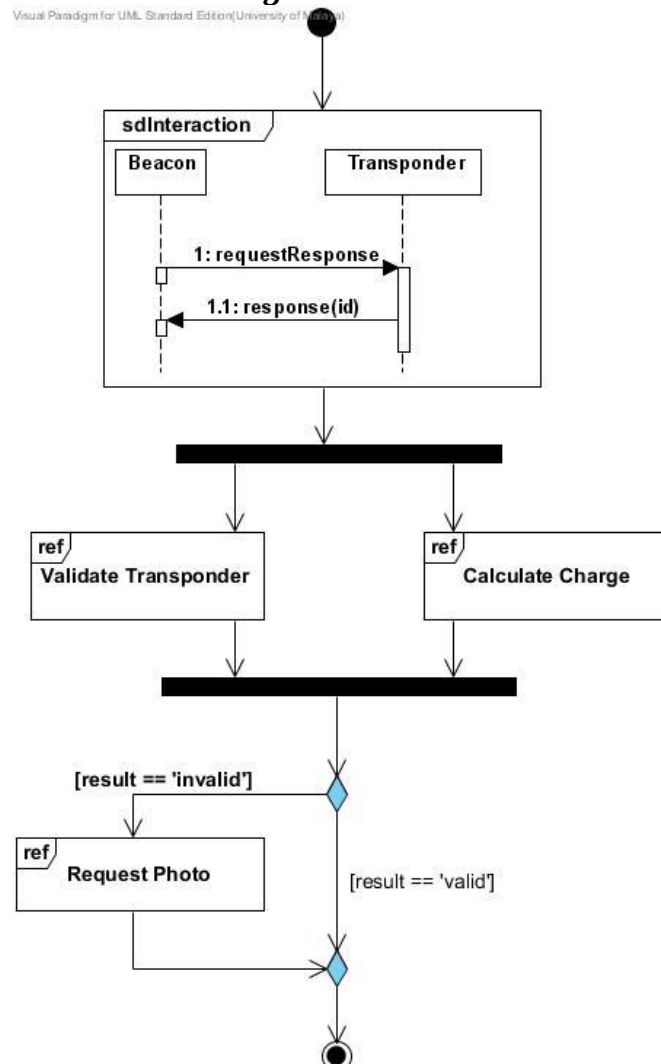 Visual Paradigm for UML Standard Edition(University of Malaya)
sdInteraction
Beacon
Transponder
1: requestResponse
1.1: response(id)
ref
Validate Transponder
ref
Calculate Charge
[result == 'invalid']
ref
Request Photo
[result == 'valid']